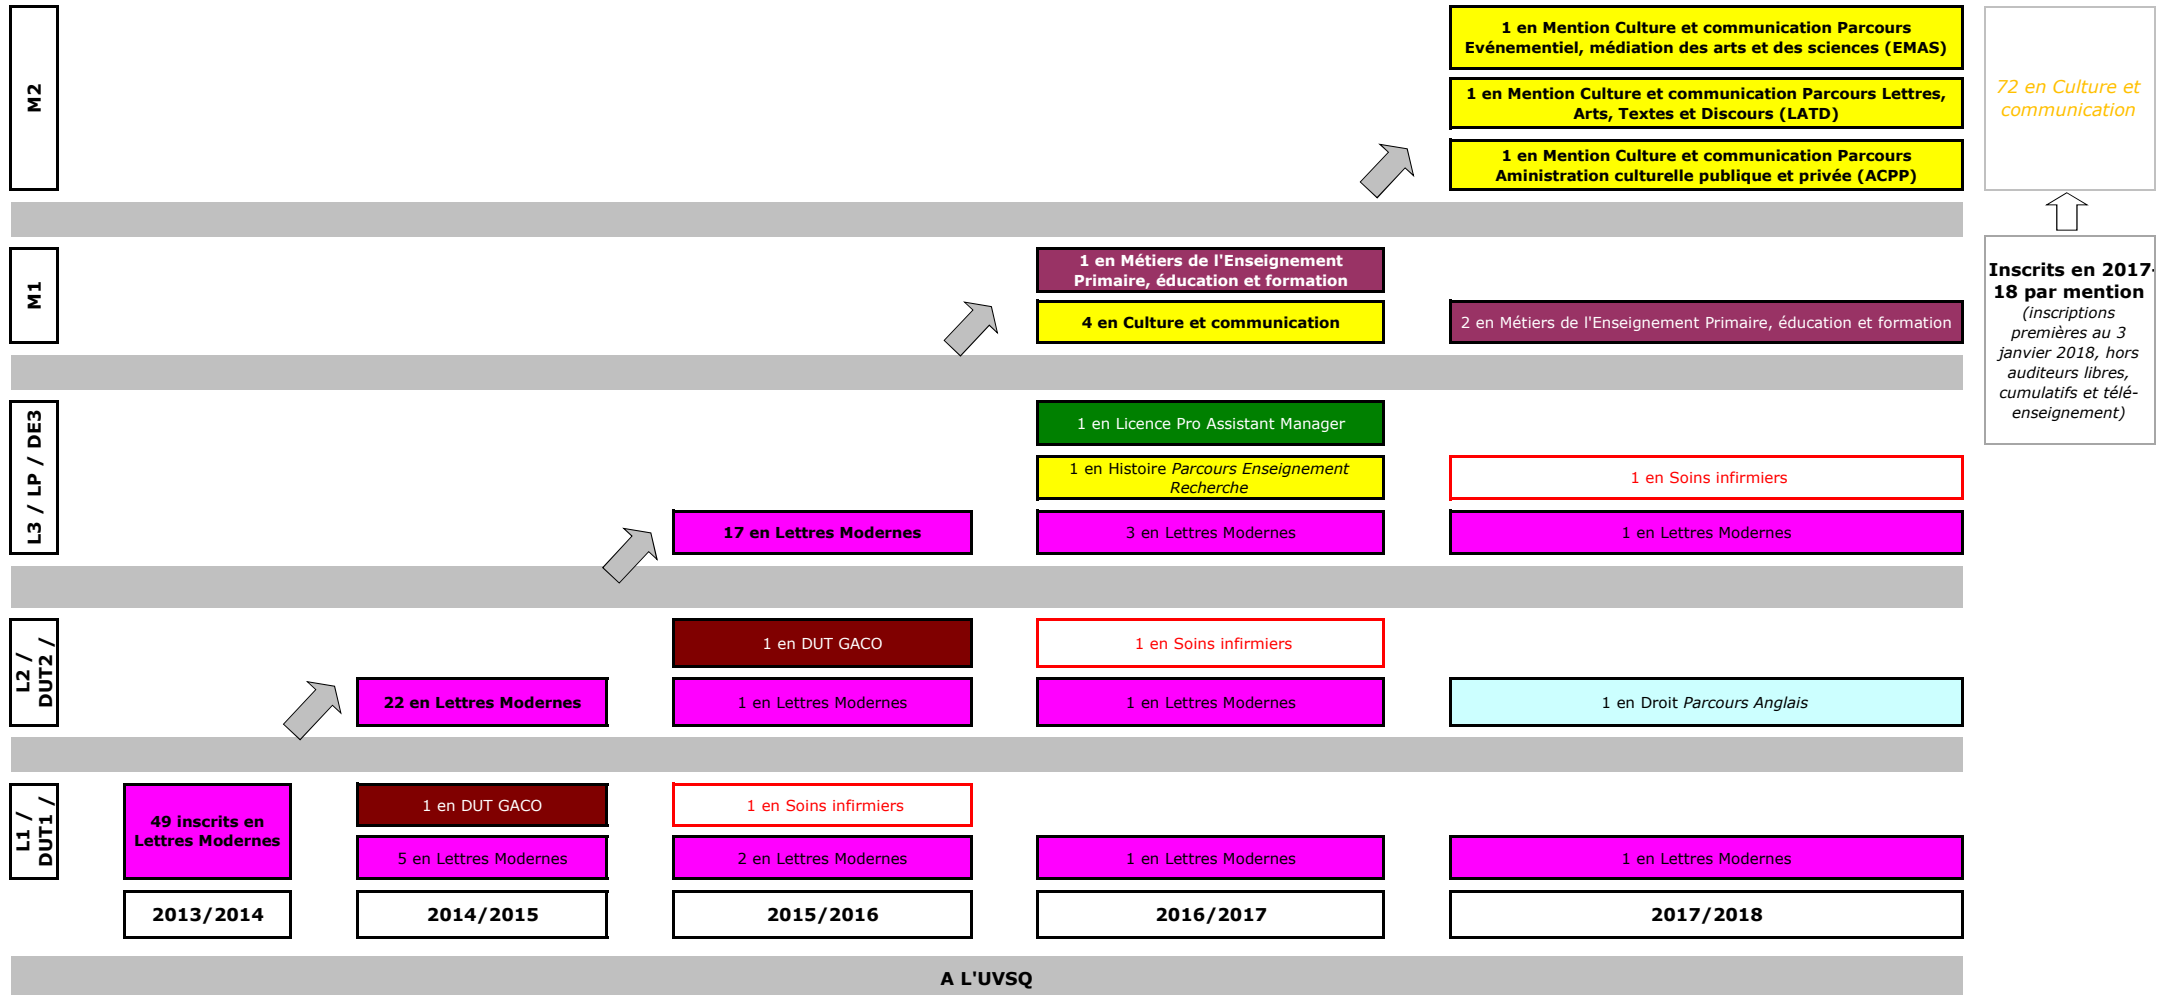 M2
1 en Mention Culture et communication Parcours
Evénementiel, médiation des arts et des sciences (EMAS)
1 en Mention Culture et communication Parcours Lettres,
Arts, Textes et Discours (LATD)
1 en Mention Culture et communication Parcours
Aministration culturelle publique et privée (ACPP)
72 en Culture et
communication
M1
1 en Métiers de l'Enseignement
Primaire, éducation et formation
4 en Culture et communication
2 en Métiers de l'Enseignement Primaire, éducation et formation
Inscrits en 2017-
18 par mention
(inscriptions
premières au 3
janvier 2018, hors
auditeurs libres,
cumulatifs et télé-
enseignement)
L3 / LP / DE3
1 en Licence Pro Assistant Manager
1 en Histoire Parcours Enseignement
Recherche
1 en Soins infirmiers
17 en Lettres Modernes
3 en Lettres Modernes
1 en Lettres Modernes
L2 /
DUT2 /
1 en DUT GACO
1 en Soins infirmiers
22 en Lettres Modernes
1 en Lettres Modernes
1 en Lettres Modernes
1 en Droit Parcours Anglais
L1 /
DUT1 /
49 inscrits en
Lettres Modernes
1 en DUT GACO
1 en Soins infirmiers
5 en Lettres Modernes
2 en Lettres Modernes
1 en Lettres Modernes
1 en Lettres Modernes
2013/2014
2014/2015
2015/2016
2016/2017
2017/2018
A L'UVSQ